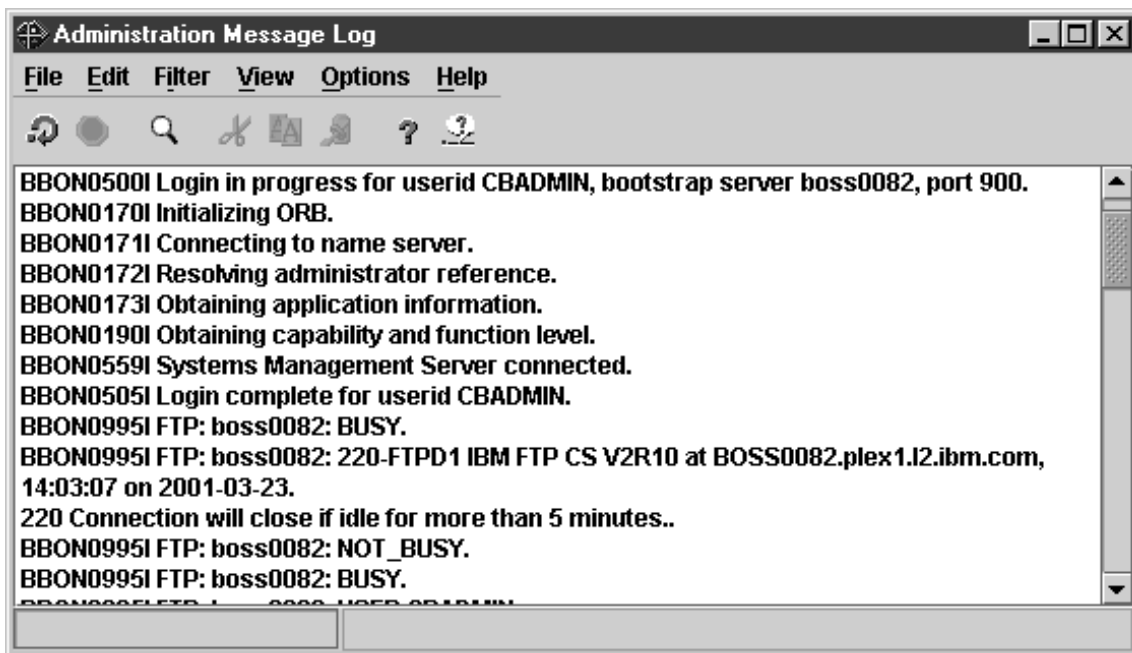 Administration Message Log
File Edit Filter View Options Help
BBON0500I Login in progress for userid CBADMIN, bootstrap server boss0082, port 900.
BBON0170I Initializing ORB.
BBON0171I Connecting to name server.
BBON0172I Resolving administrator reference.
BBON0173I Obtaining application information.
BBON0190I Obtaining capability and function level.
BBON0559I Systems Management Server connected.
BBON0505I Login complete for userid CBADMIN.
BBON0995I FTP: boss0082: BUSY.
BBON0995I FTP: boss0082: 220-FTPD1 IBM FTP CS V2R10 at BOSS0082.plex1.l2.ibm.com,
14:03:07 on 2001-03-23.
220 Connection will close if idle for more than 5 minutes..
BBON0995I FTP: boss0082: NOT_BUSY.
BBON0995I FTP: boss0082: BUSY.